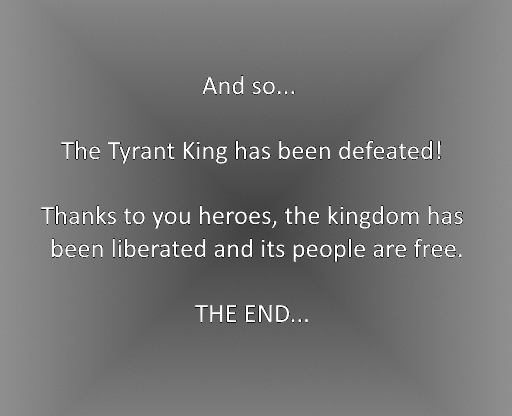 And so...
The Tyrant King has been defeated!
Thanks to you heroes, the kingdom has
been liberated and its people are free.
THE END...